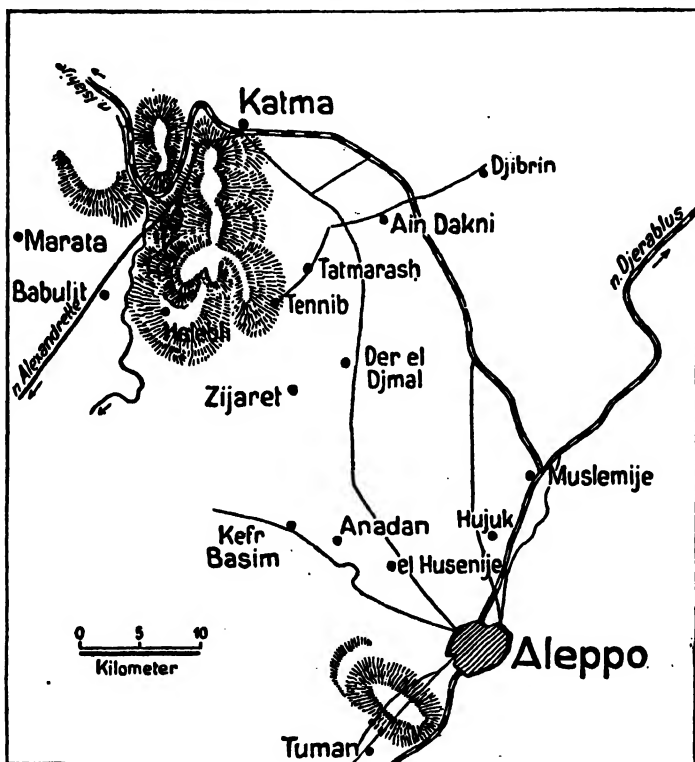 Katma
Djibrin
Ain Dakni
Marata
n. Djerablus
Tatmarash
Babulit
Tennib
n. Alexandrette
Der el
Djmal
Zijaret
Muslemije
Hujuk
Anadan
Kefr
Basim
el Husenije
0 5 10
Kilometer
Aleppo
Tuman